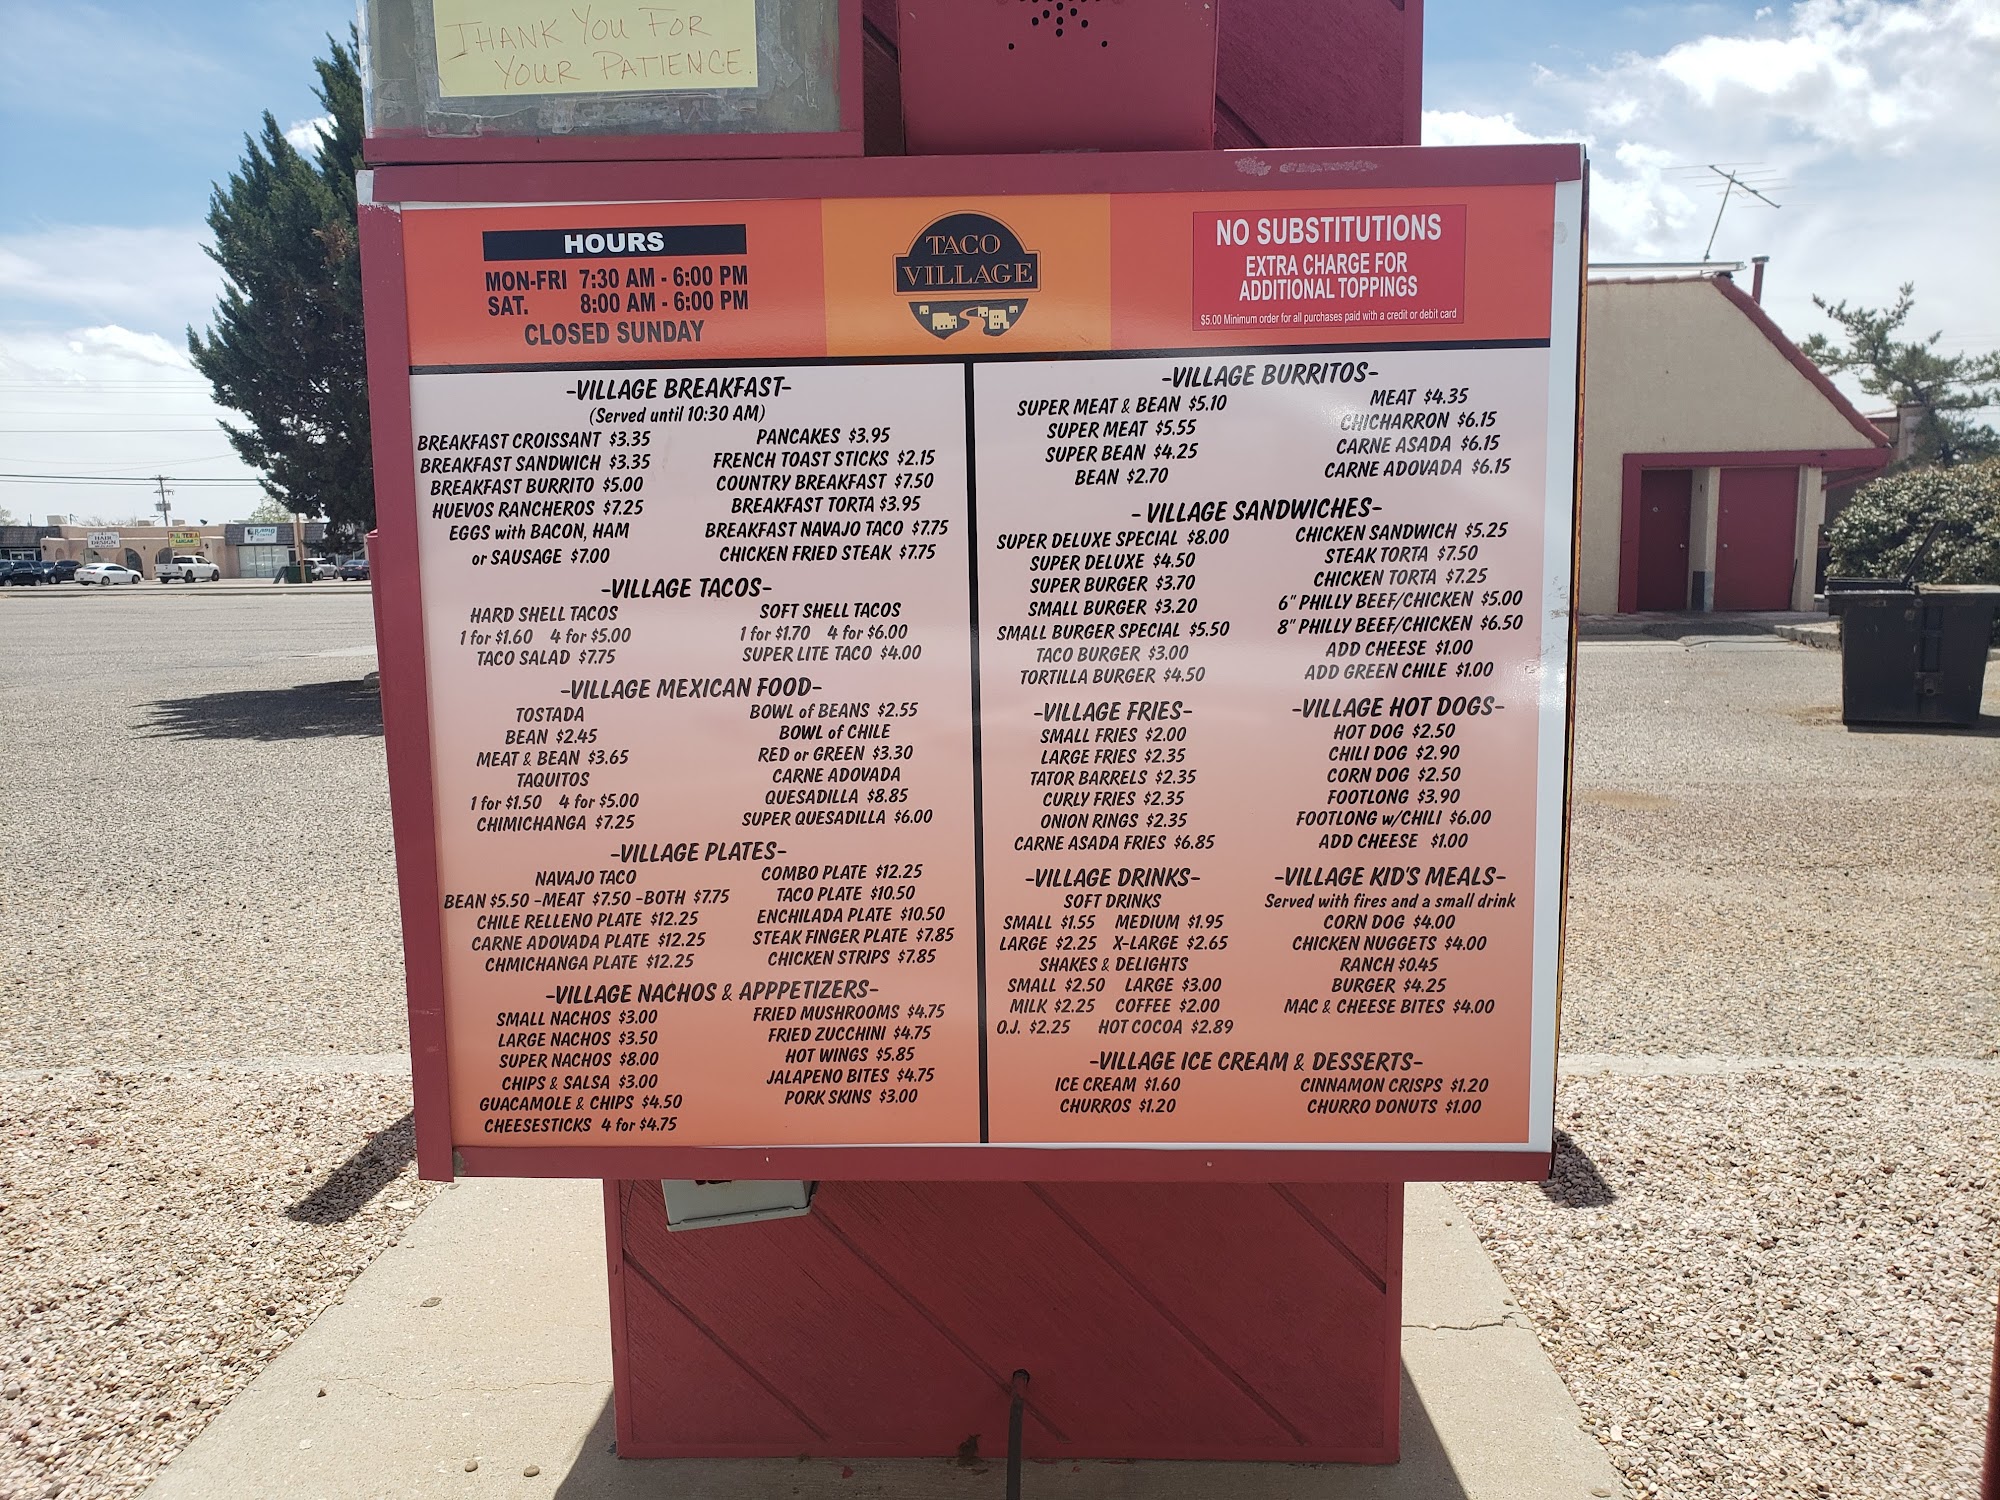 THANK YOU FOR
YOUR PATIENCE.
HOURS
MON-FRI 7:30 AM - 6:00 PM
SAT. 8:00 AM - 6:00 PM
CLOSED SUNDAY
TACO
VILLAGE
NO SUBSTITUTIONS
EXTRA CHARGE FOR
ADDITIONAL TOPPINGS
$5.00 Minimum order for all purchases paid with a credit or debit card
-VILLAGE BREAKFAST-
(Served until 10:30 AM)
BREAKFAST CROISSANT $3.35
BREAKFAST SANDWICH $3.35
BREAKFAST BURRITO $5.00
HUEVOS RANCHEROS $7.25
EGGS with BACON, HAM
or SAUSAGE $7.00
PANCAKES $3.95
FRENCH TOAST STICKS $2.15
COUNTRY BREAKFAST $7.50
BREAKFAST TORTA $3.95
BREAKFAST NAVAJO TACO $7.75
CHICKEN FRIED STEAK $7.75
-VILLAGE TACOS-
HARD SHELL TACOS
1 for $1.60 4 for $5.00
TACO SALAD $7.75
SOFT SHELL TACOS
1 for $1.70 4 for $6.00
SUPER LITE TACO $4.00
-VILLAGE MEXICAN FOOD-
TOSTADA
BEAN $2.45
MEAT & BEAN $3.65
TAQUITOS
1 for $1.50 4 for $5.00
CHIMICHANGA $7.25
BOWL of BEANS $2.55
BOWL of CHILE
RED or GREEN $3.30
CARNE ADOVADA
QUESADILLA $8.85
SUPER QUESADILLA $6.00
-VILLAGE PLATES-
NAVAJO TACO
BEAN $5.50 -MEAT $7.50 -BOTH $7.75
CHILE RELLENO PLATE $12.25
CARNE ADOVADA PLATE $12.25
CHMICHANGA PLATE $12.25
COMBO PLATE $12.25
TACO PLATE $10.50
ENCHILADA PLATE $10.50
STEAK FINGER PLATE $7.85
CHICKEN STRIPS $7.85
-VILLAGE NACHOS & APPPETIZERS-
SMALL NACHOS $3.00
LARGE NACHOS $3.50
SUPER NACHOS $8.00
CHIPS & SALSA $3.00
GUACAMOLE & CHIPS $4.50
CHEESESTICKS 4 for $4.75
FRIED MUSHROOMS $4.75
FRIED ZUCCHINI $4.75
HOT WINGS $5.85
JALAPENO BITES $4.75
PORK SKINS $3.00
-VILLAGE BURRITOS-
SUPER MEAT & BEAN $5.10
SUPER MEAT $5.55
SUPER BEAN $4.25
BEAN $2.70
MEAT $4.35
CHICHARRON $6.15
CARNE ASADA $6.15
CARNE ADOVADA $6.15
- VILLAGE SANDWICHES-
SUPER DELUXE SPECIAL $8.00
SUPER DELUXE $4.50
SUPER BURGER $3.70
SMALL BURGER $3.20
SMALL BURGER SPECIAL $5.50
TACO BURGER $3.00
TORTILLA BURGER $4.50
CHICKEN SANDWICH $5.25
STEAK TORTA $7.50
CHICKEN TORTA $7.25
6" PHILLY BEEF/CHICKEN $5.00
8" PHILLY BEEF/CHICKEN $6.50
ADD CHEESE $1.00
ADD GREEN CHILE $1.00
-VILLAGE FRIES-
SMALL FRIES $2.00
LARGE FRIES $2.35
TATOR BARRELS $2.35
CURLY FRIES $2.35
ONION RINGS $2.35
CARNE ASADA FRIES $6.85
-VILLAGE HOT DOGS-
HOT DOG $2.50
CHILI DOG $2.90
CORN DOG $2.50
FOOTLONG $3.90
FOOTLONG w/CHILI $6.00
ADD CHEESE $1.00
-VILLAGE DRINKS-
SOFT DRINKS
SMALL $1.55 MEDIUM $1.95
LARGE $2.25 X-LARGE $2.65
SHAKES & DELIGHTS
SMALL $2.50 LARGE $3.00
MILK $2.25 COFFEE $2.00
O.J. $2.25 HOT COCOA $2.89
-VILLAGE KID'S MEALS-
Served with fires and a small drink
CORN DOG $4.00
CHICKEN NUGGETS $4.00
RANCH $0.45
BURGER $4.25
MAC & CHEESE BITES $4.00
-VILLAGE ICE CREAM & DESSERTS-
ICE CREAM $1.60
CHURROS $1.20
CINNAMON CRISPS $1.20
CHURRO DONUTS $1.00
HAIR
DESIGN